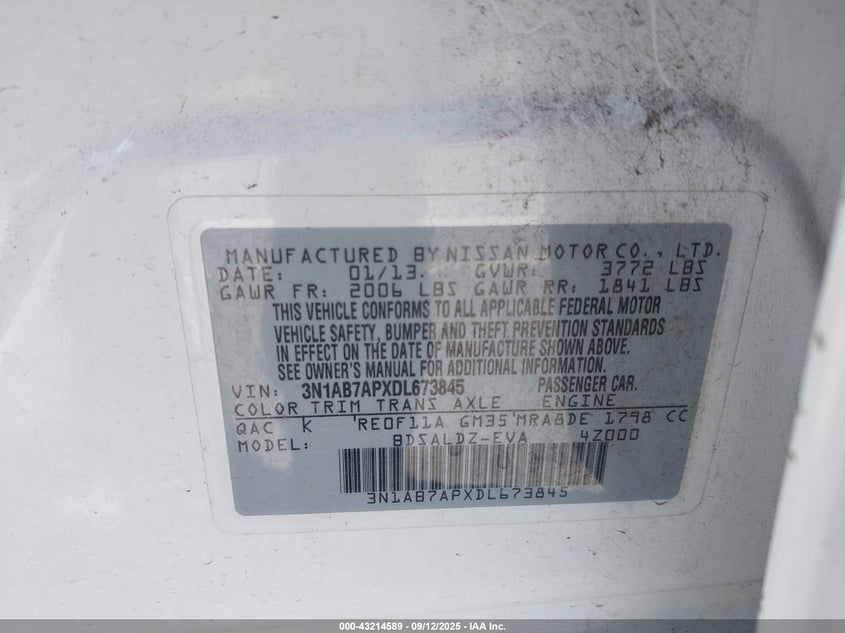 MANUFACTURED BY NISSAN MOTOR CO., LTD.
DATE: 01/13 GVWR: 3772 LBS
GAWR FR: 2006 LBS GAWR RR: 1841 LBS
THIS VEHICLE CONFORMS TO ALL APPLICABLE FEDERAL MOTOR
VEHICLE SAFETY, BUMPER AND THEFT PREVENTION STANDARDS
IN EFFECT ON THE DATE OF MANUFACTURE SHOWN ABOVE.
SEE OWNER'S MANUAL FOR ADDITIONAL INFORMATION
VIN: 3N1AB7APXDL673845 PASSENGER CAR.
COLOR TRIM TRANS AXLE ENGINE
QAC K RE0F11A GM35 MRA8DE 1798 CC
MODEL: BDSALDZ-EVA 4Z000
3N1AB7APXDL673845
000-43214589 - 09/12/2025 - IAA Inc.